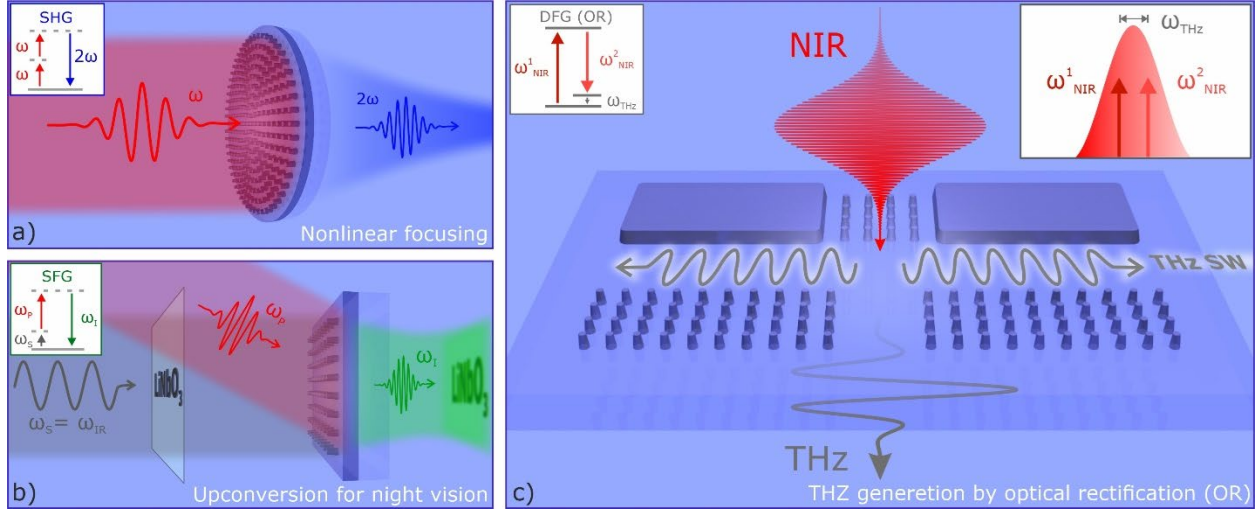 SHG
ω
ω
2ω
ω
2ω
a)
Nonlinear focusing
SFG
ωP
ωS
ωI
ωP
LiNbO3
ωI
LiNbO3
ωS= ωIR
b)
Upconversion for night vision
DFG (OR)
ω1NIR
ω2NIR
ωTHz
NIR
ωTHz
ω1NIR
ω2NIR
THz SW
THz
c)
THZ generetion by optical rectification (OR)